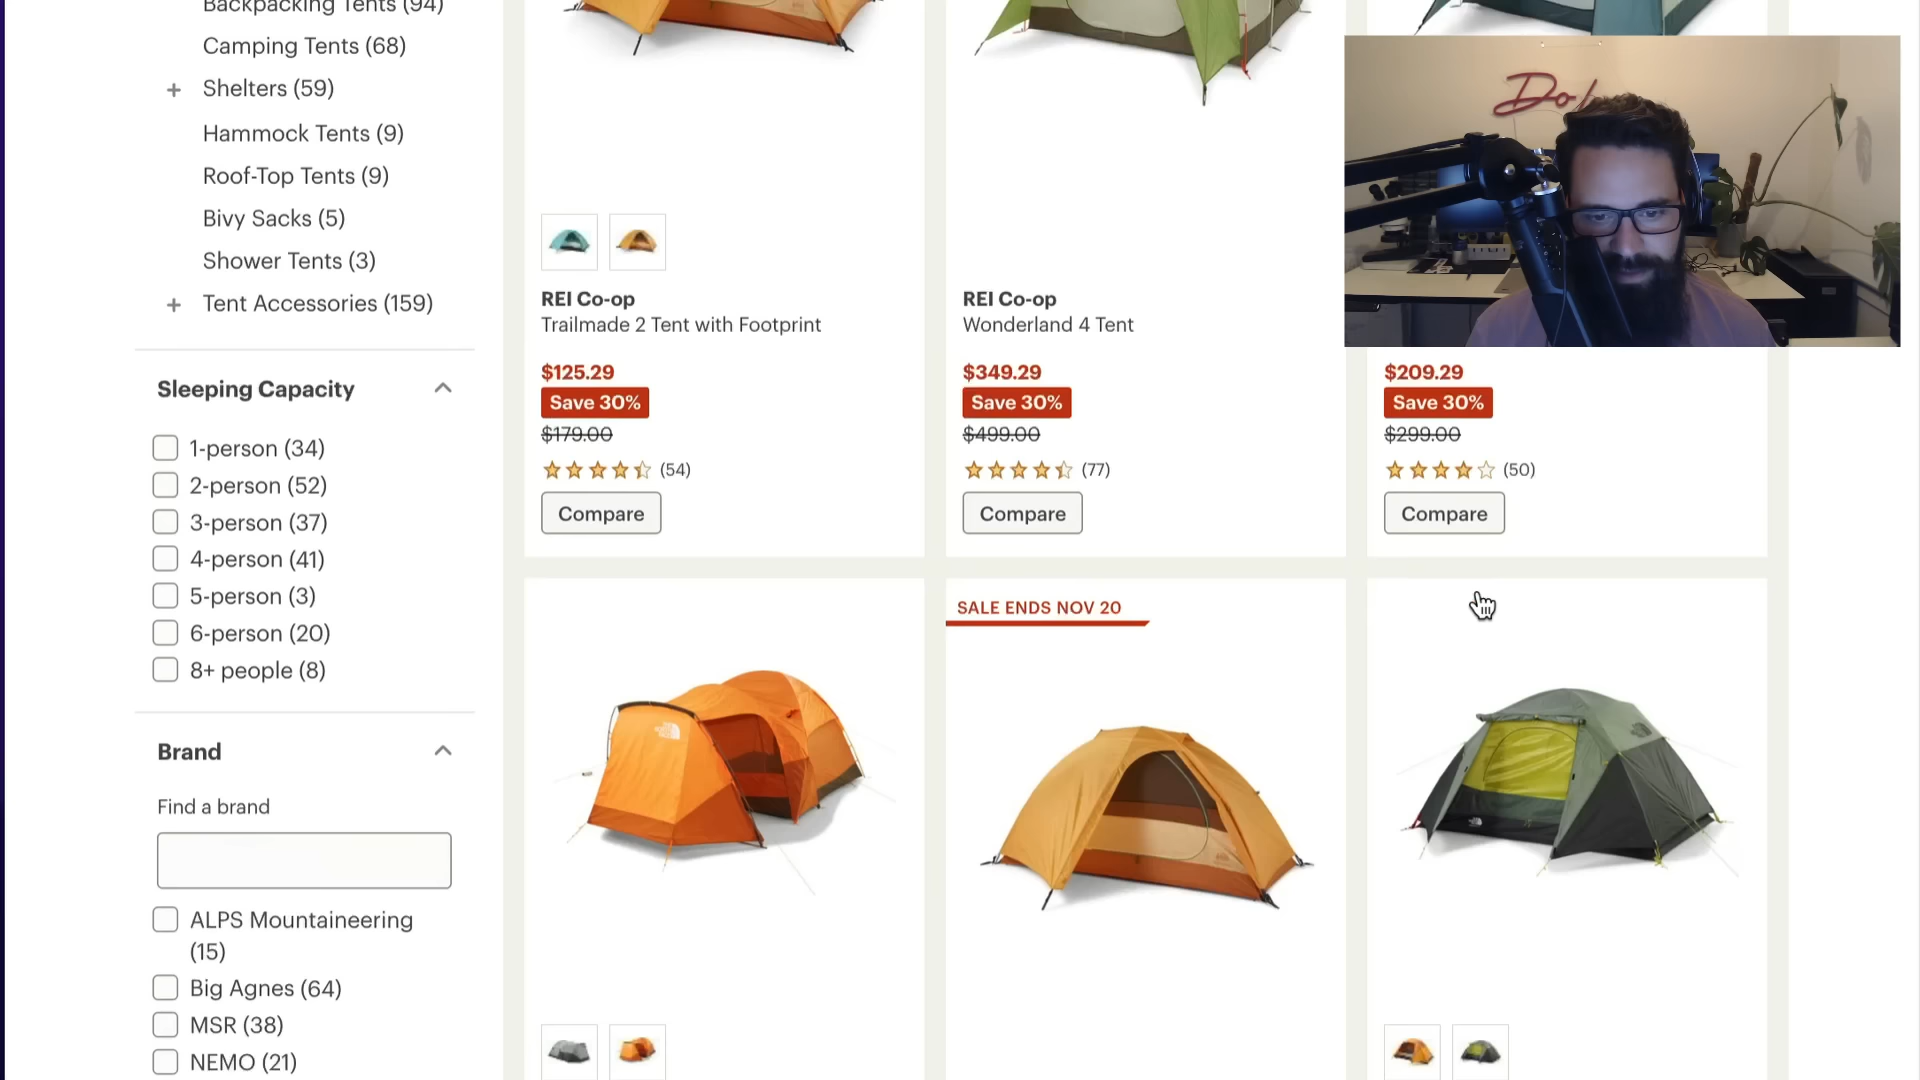 Backpacking Tents (94)
Camping Tents (68)
+ Shelters (59)
Hammock Tents (9)
Roof-Top Tents (9)
Bivy Sacks (5)
Shower Tents (3)
+ Tent Accessories (159)
Sleeping Capacity
1-person (34)
2-person (52)
3-person (37)
4-person (41)
5-person (3)
6-person (20)
8+ people (8)
Brand
Find a brand
ALPS Mountaineering
(15)
Big Agnes (64)
MSR (38)
NEMO (21)
REI Co-op
Trailmade 2 Tent with Footprint
$125.29
Save 30%
$179.00
(54)
Compare
REI Co-op
Wonderland 4 Tent
$349.29
Save 30%
$499.00
(77)
Compare
Do
$209.29
Save 30%
$299.00
(50)
Compare
SALE ENDS NOV 20